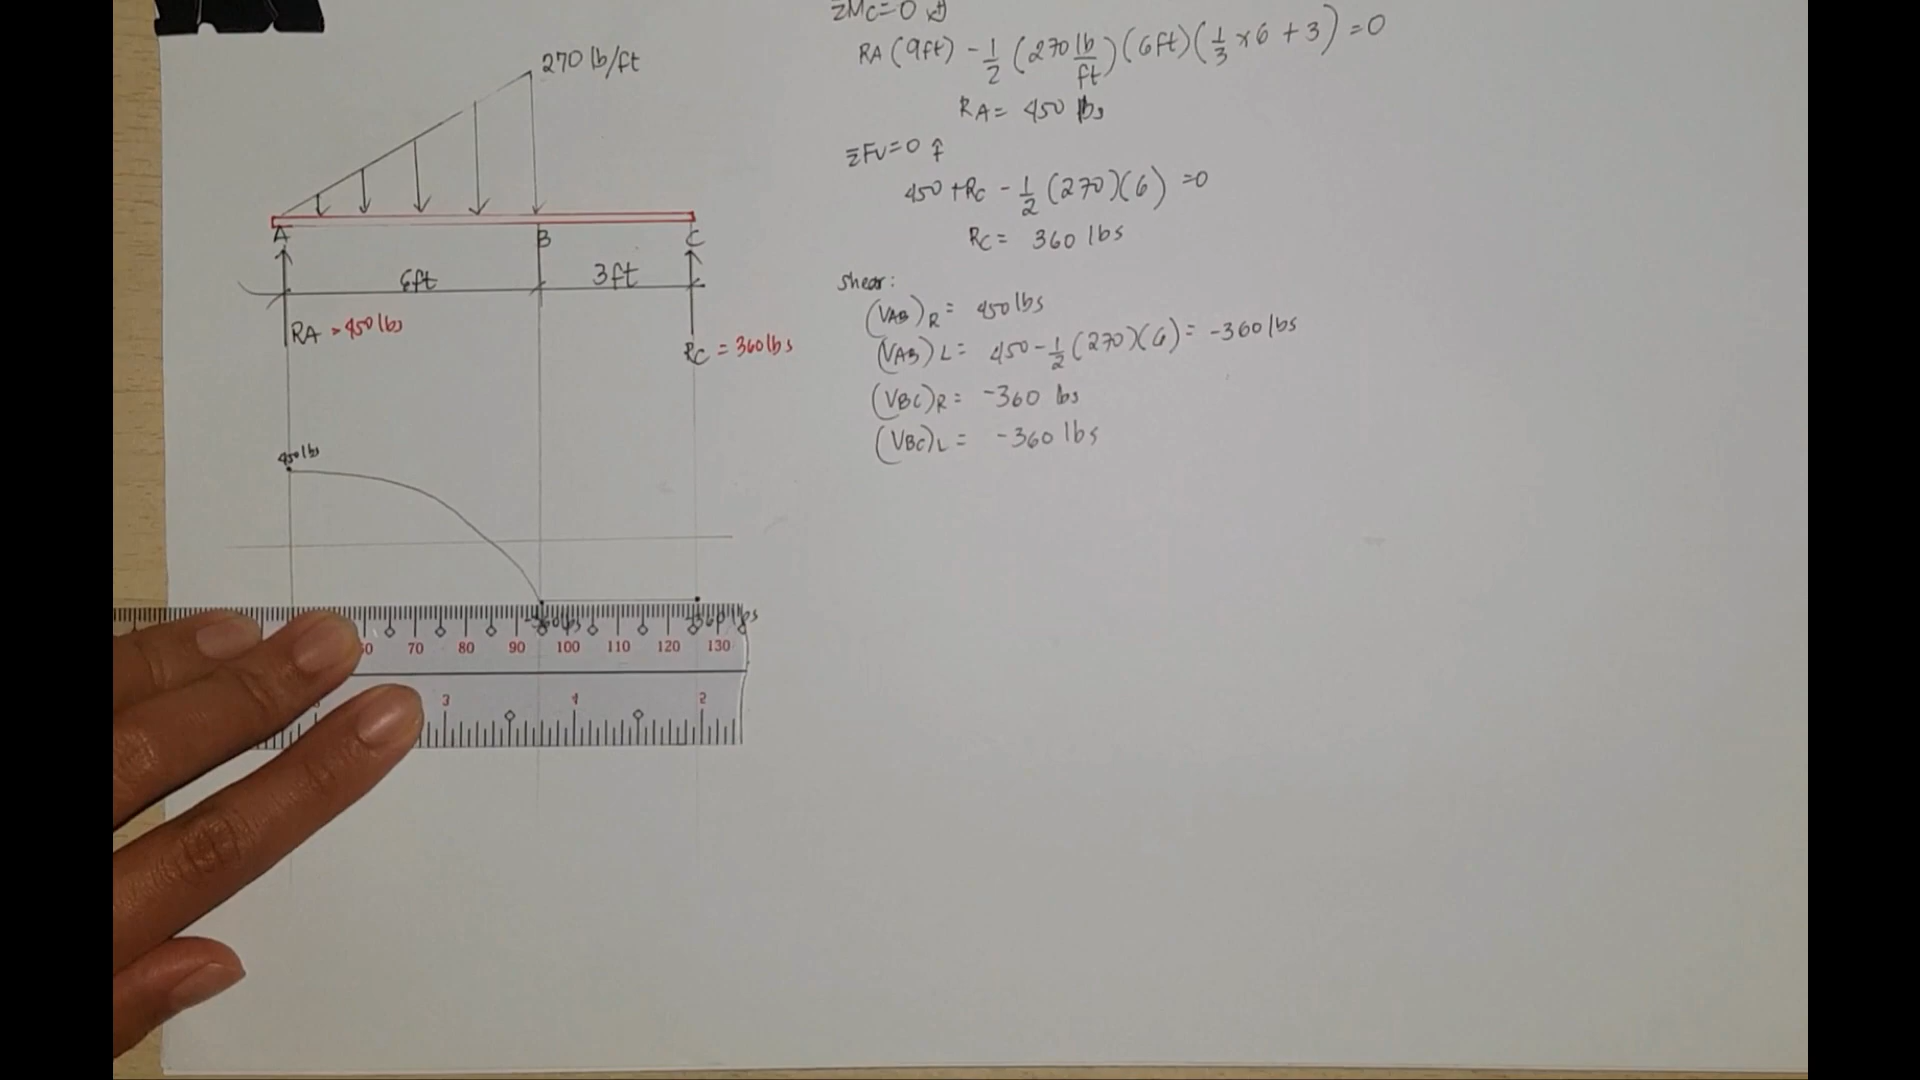 270 lb/ft
A
B
C
6ft
3ft
RA = 450 lbs
RC = 360 lbs
450 lbs
70 80 90 100 110 120 130
3 4 2
ΣMC=0
RA (9ft) - 1/2 (270 lb/ft) (6ft) (1/3 x 6 + 3) = 0
RA = 450 lbs
ΣFV=0
450 + RC - 1/2 (270)(6) = 0
RC = 360 lbs
Shear:
(VAB)R = 450 lbs
(VAB)L = 450 - 1/2 (270)(6) = -360 lbs
(VBC)R = -360 lbs
(VBC)L = -360 lbs